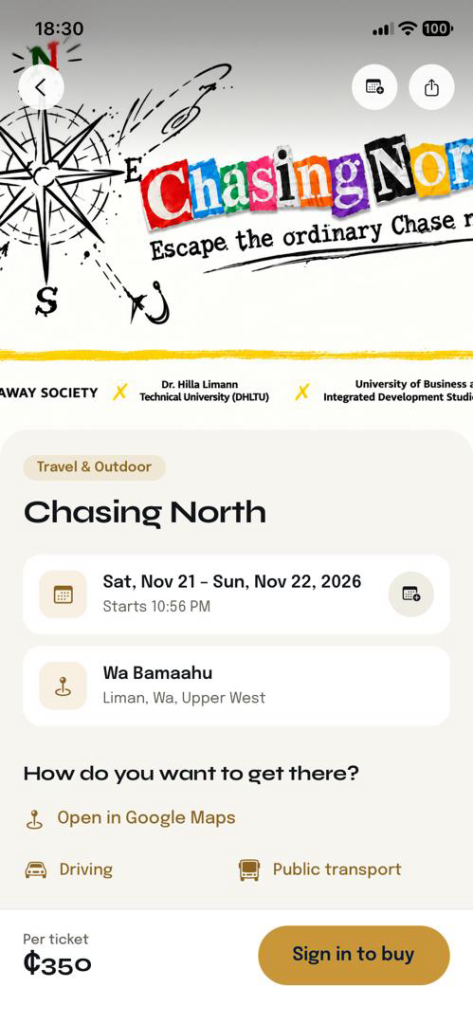 18:30
100
N
E
S
ChasingNor
Escape the ordinary Chase
AWAY SOCIETY
Dr. Hilla Limann
Technical University (DHLTU)
University of Business
Integrated Development
Travel & Outdoor
Chasing North
Sat, Nov 21 – Sun, Nov 22, 2026
Starts 10:56 PM
Wa Bamaahu
Liman, Wa, Upper West
How do you want to get there?
Open in Google Maps
Driving
Public transport
Per ticket
₵350
Sign in to buy